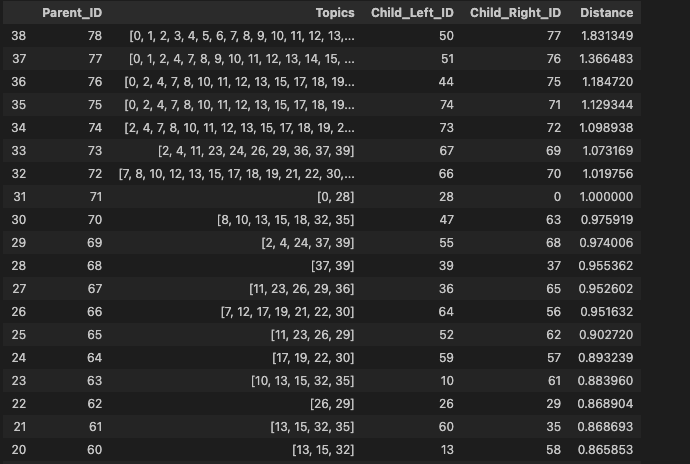 Parent_ID Topics Child_Left_ID Child_Right_ID Distance
38 78 [0, 1, 2, 3, 4, 5, 6, 7, 8, 9, 10, 11, 12, 13,... 50 77 1.831349
37 77 [0, 1, 2, 4, 7, 8, 9, 10, 11, 12, 13, 14, 15, ... 51 76 1.366483
36 76 [0, 2, 4, 7, 8, 10, 11, 12, 13, 15, 17, 18, 19... 44 75 1.184720
35 75 [0, 2, 4, 7, 8, 10, 11, 12, 13, 15, 17, 18, 19... 74 71 1.129344
34 74 [2, 4, 7, 8, 10, 11, 12, 13, 15, 17, 18, 19, 2... 73 72 1.098938
33 73 [2, 4, 11, 23, 24, 26, 29, 36, 37, 39] 67 69 1.073169
32 72 [7, 8, 10, 12, 13, 15, 17, 18, 19, 21, 22, 30,... 66 70 1.019756
31 71 [0, 28] 28 0 1.000000
30 70 [8, 10, 13, 15, 18, 32, 35] 47 63 0.975919
29 69 [2, 4, 24, 37, 39] 55 68 0.974006
28 68 [37, 39] 39 37 0.955362
27 67 [11, 23, 26, 29, 36] 36 65 0.952602
26 66 [7, 12, 17, 19, 21, 22, 30] 64 56 0.951632
25 65 [11, 23, 26, 29] 52 62 0.902720
24 64 [17, 19, 22, 30] 59 57 0.893239
23 63 [10, 13, 15, 32, 35] 10 61 0.883960
22 62 [26, 29] 26 29 0.868904
21 61 [13, 15, 32, 35] 60 35 0.868693
20 60 [13, 15, 32] 13 58 0.865853